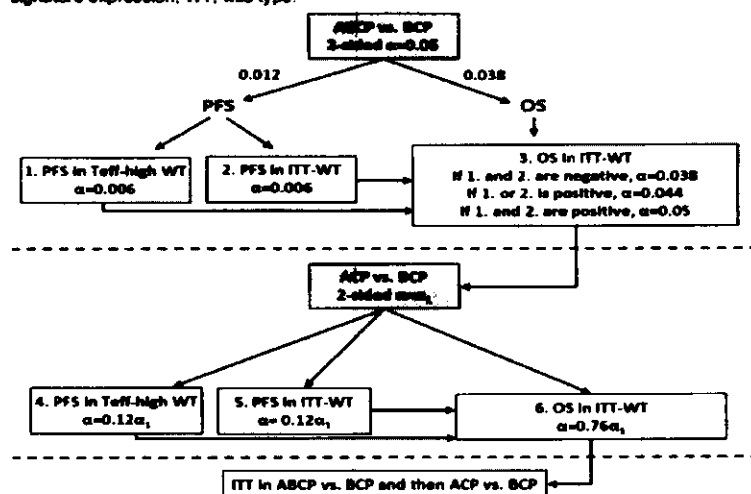 signature expression; WT, wild type.
ABCP vs. BCP
2-sided α=0.05
0.012
0.038
PFS
OS
1. PFS in Teff-high WT
α=0.006
2. PFS in ITT-WT
α=0.006
3. OS in ITT-WT
If 1. and 2. are negative, α=0.038
If 1. or 2. is positive, α=0.044
If 1. and 2. are positive, α=0.05
ACP vs. BCP
2-sided
4. PFS in Teff-high WT
α=0.12α₁
5. PFS in ITT-WT
α= 0.12α₁
6. OS in ITT-WT
α=0.76α₁
ITT in ABCP vs. BCP and then ACP vs. BCP